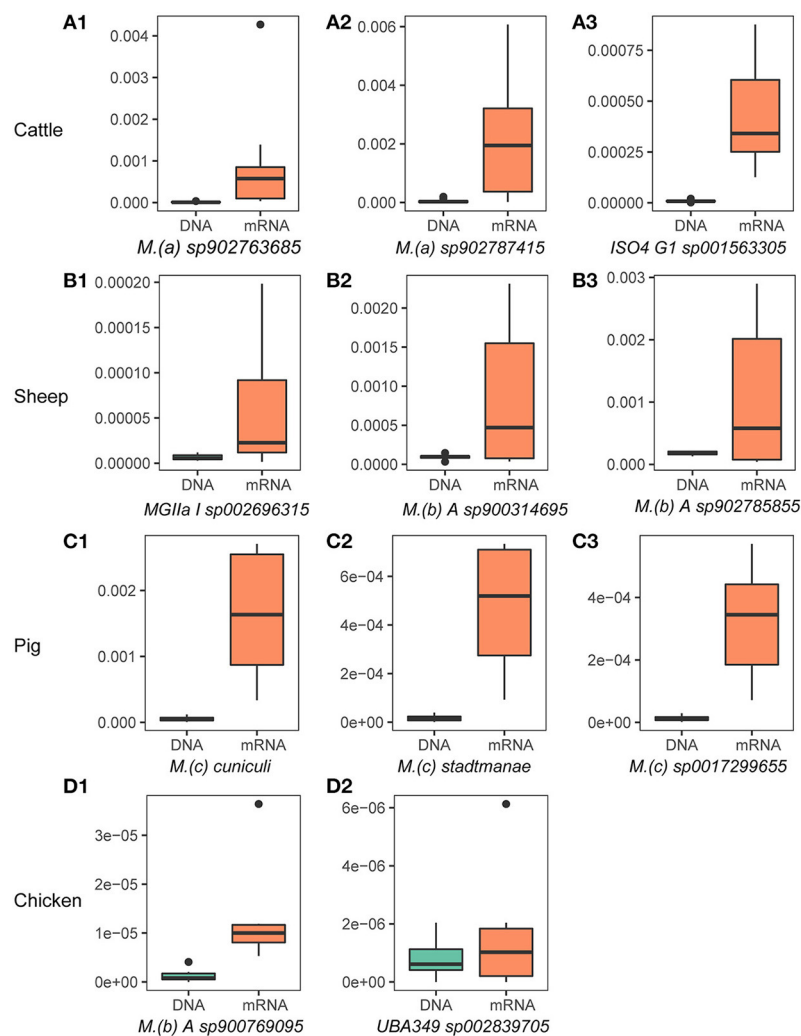 A1 A2 A3
0.004 0.006 0.00075
0.003
0.004 0.00050
Cattle
0.002
0.002 0.00025
0.001
0.000 0.000 0.00000
DNA mRNA DNA mRNA DNA mRNA
M.(a) sp902763685 M.(a) sp902787415 ISO4 G1 sp001563305
B1 B2 B3
0.00020 0.0020 0.003
0.00015 0.0015 0.002
Sheep
0.00010 0.0010
0.00005 0.0005 0.001
0.00000 0.0000 0.000
DNA mRNA DNA mRNA DNA mRNA
MGIIa I sp002696315 M.(b) A sp900314695 M.(b) A sp902785855
C1 C2 C3
0.002 6e−04 4e−04
4e−04
Pig
0.001 2e−04 2e−04
0.000 0e+00 0e+00
DNA mRNA DNA mRNA DNA mRNA
M.(c) cuniculi M.(c) stadtmanae M.(c) sp0017299655
D1 D2
3e−05 6e−06
2e−05 4e−06
Chicken
1e−05 2e−06
0e+00 0e+00
DNA mRNA DNA mRNA
M.(b) A sp900769095 UBA349 sp002839705